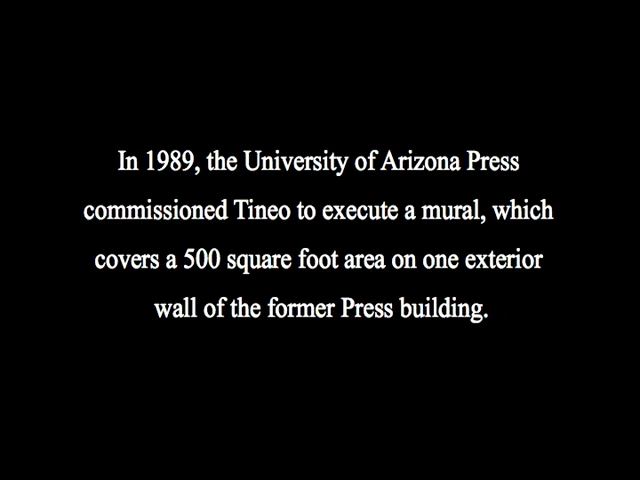 In 1989, the University of Arizona Press
commissioned Tineo to execute a mural, which
covers a 500 square foot area on one exterior
wall of the former Press building.